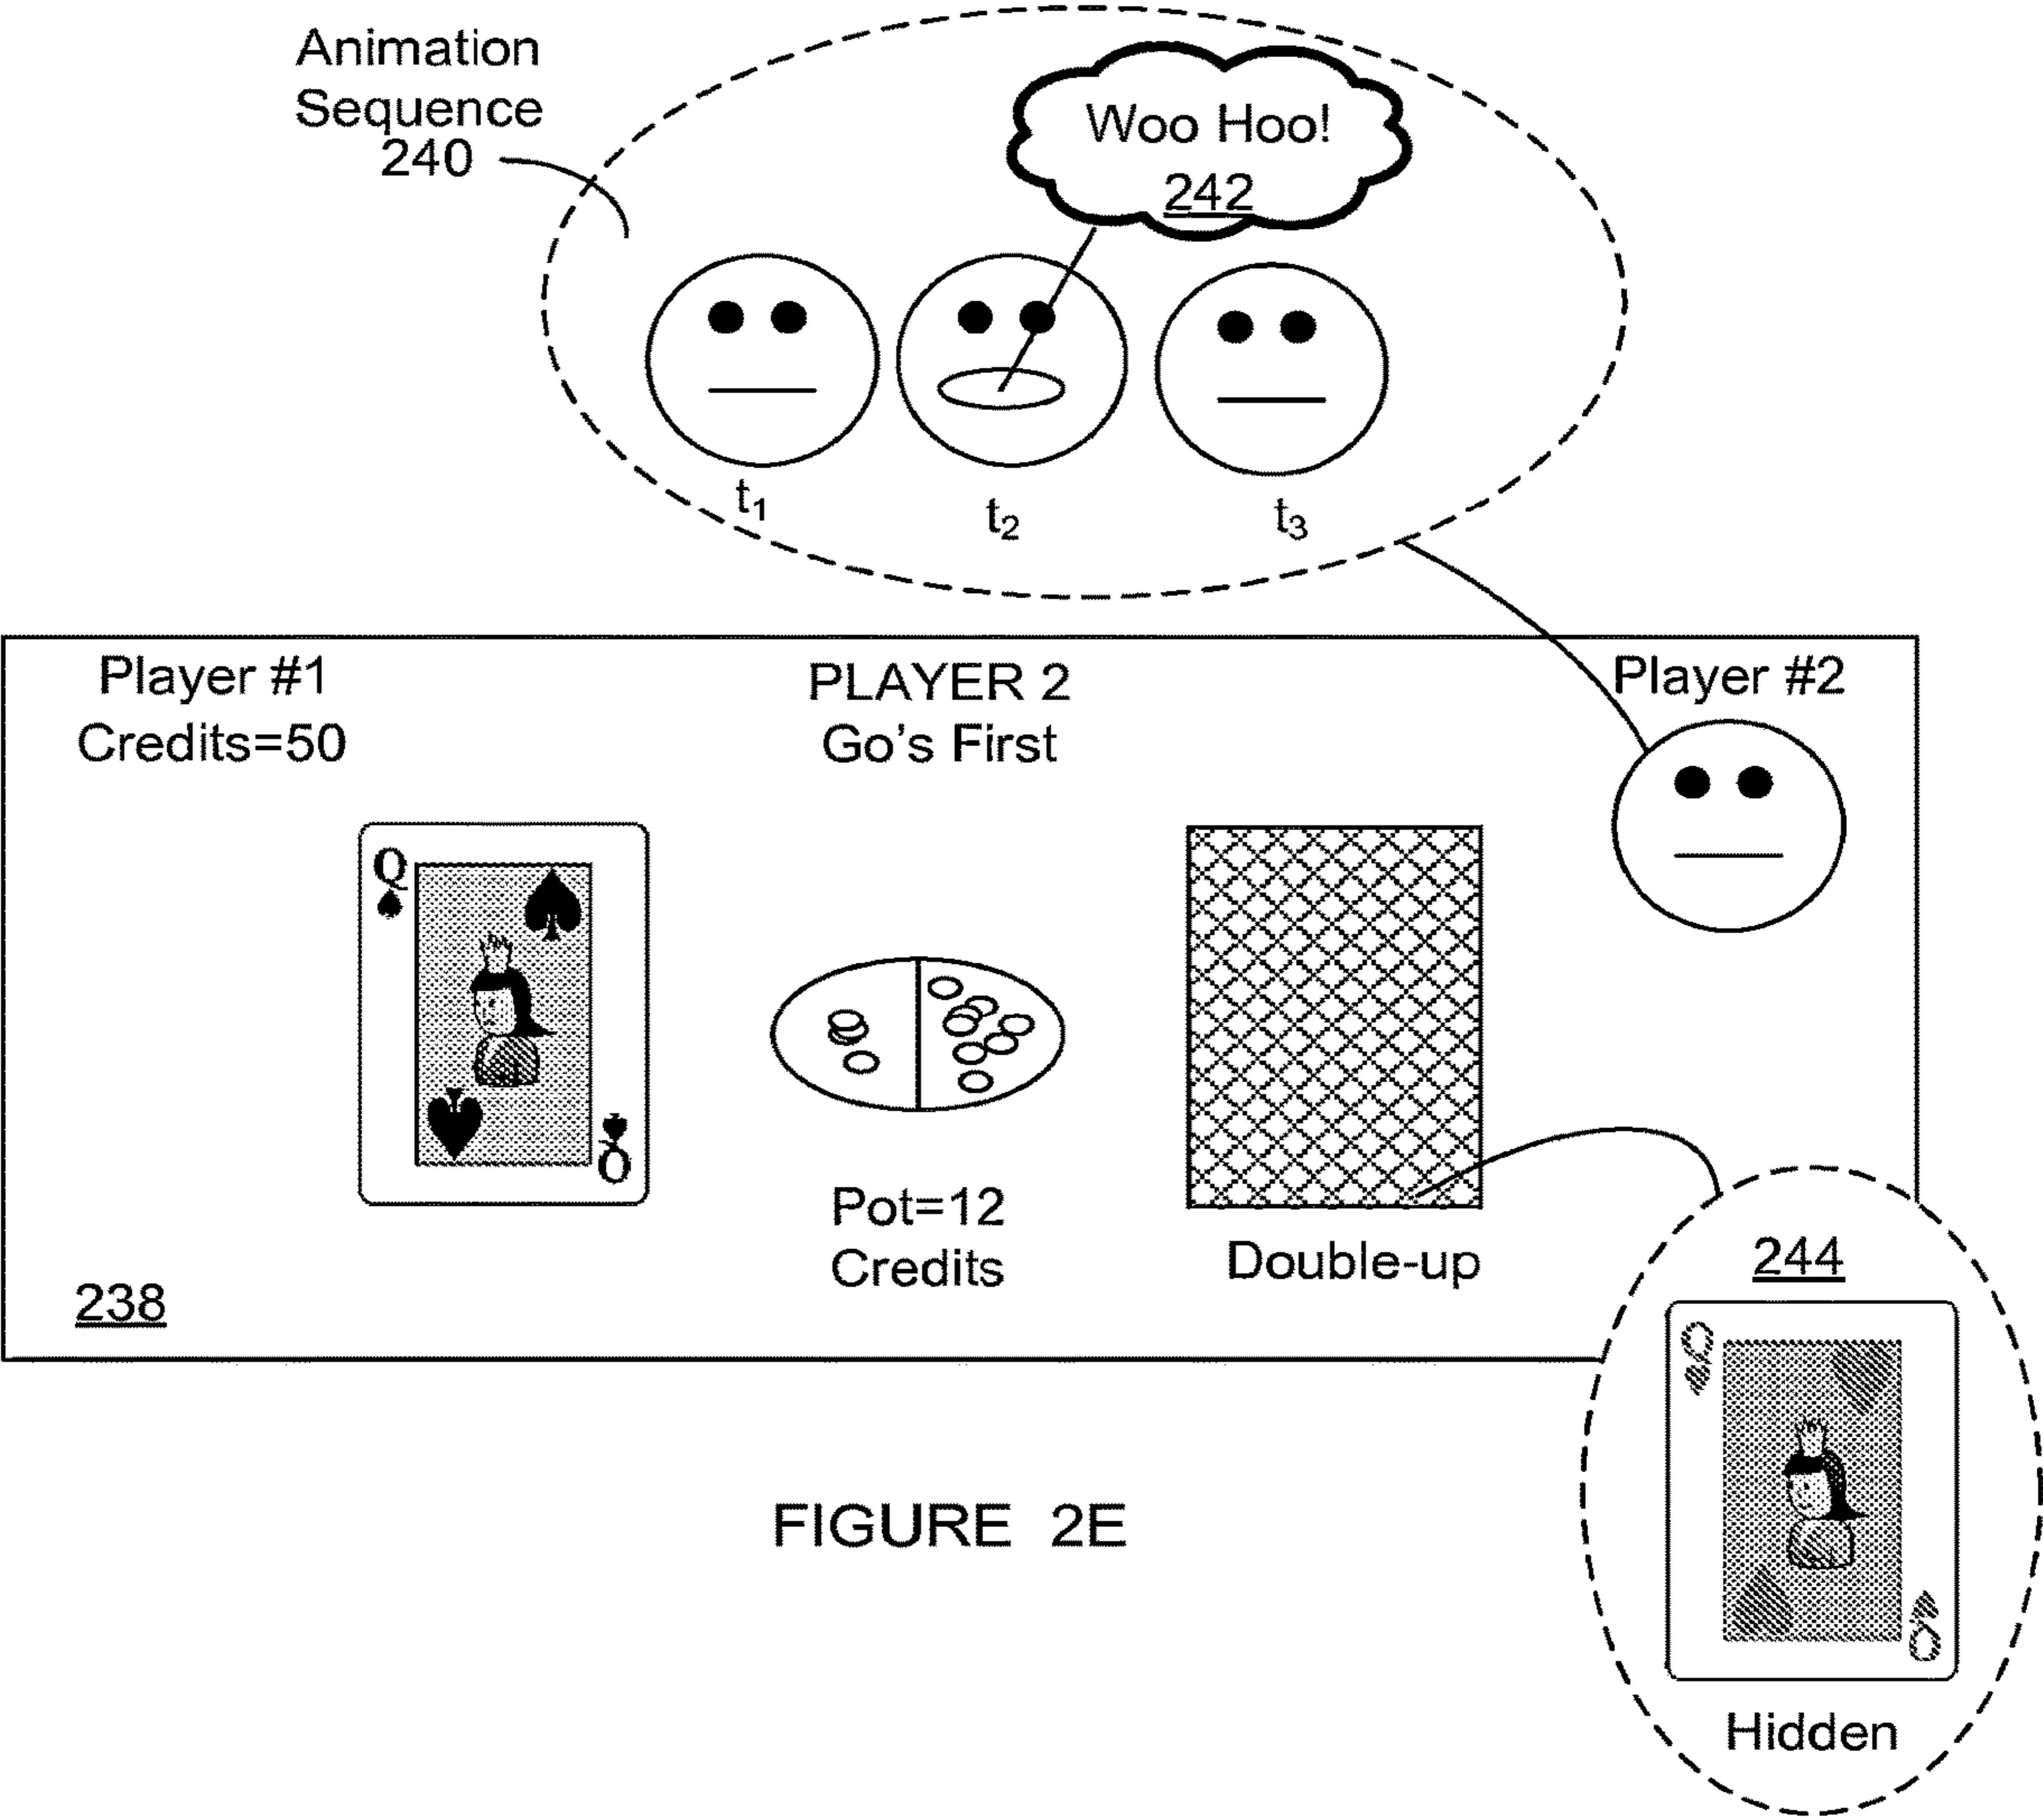 Animation
Sequence
240
Woo Hoo!
242
t₁
t₂
t₃
Player #1
Credits=50
PLAYER 2
Go's First
Player #2
Q
Q
Pot=12
Credits
Double-up
238
244
Q
Q
Hidden
FIGURE 2E